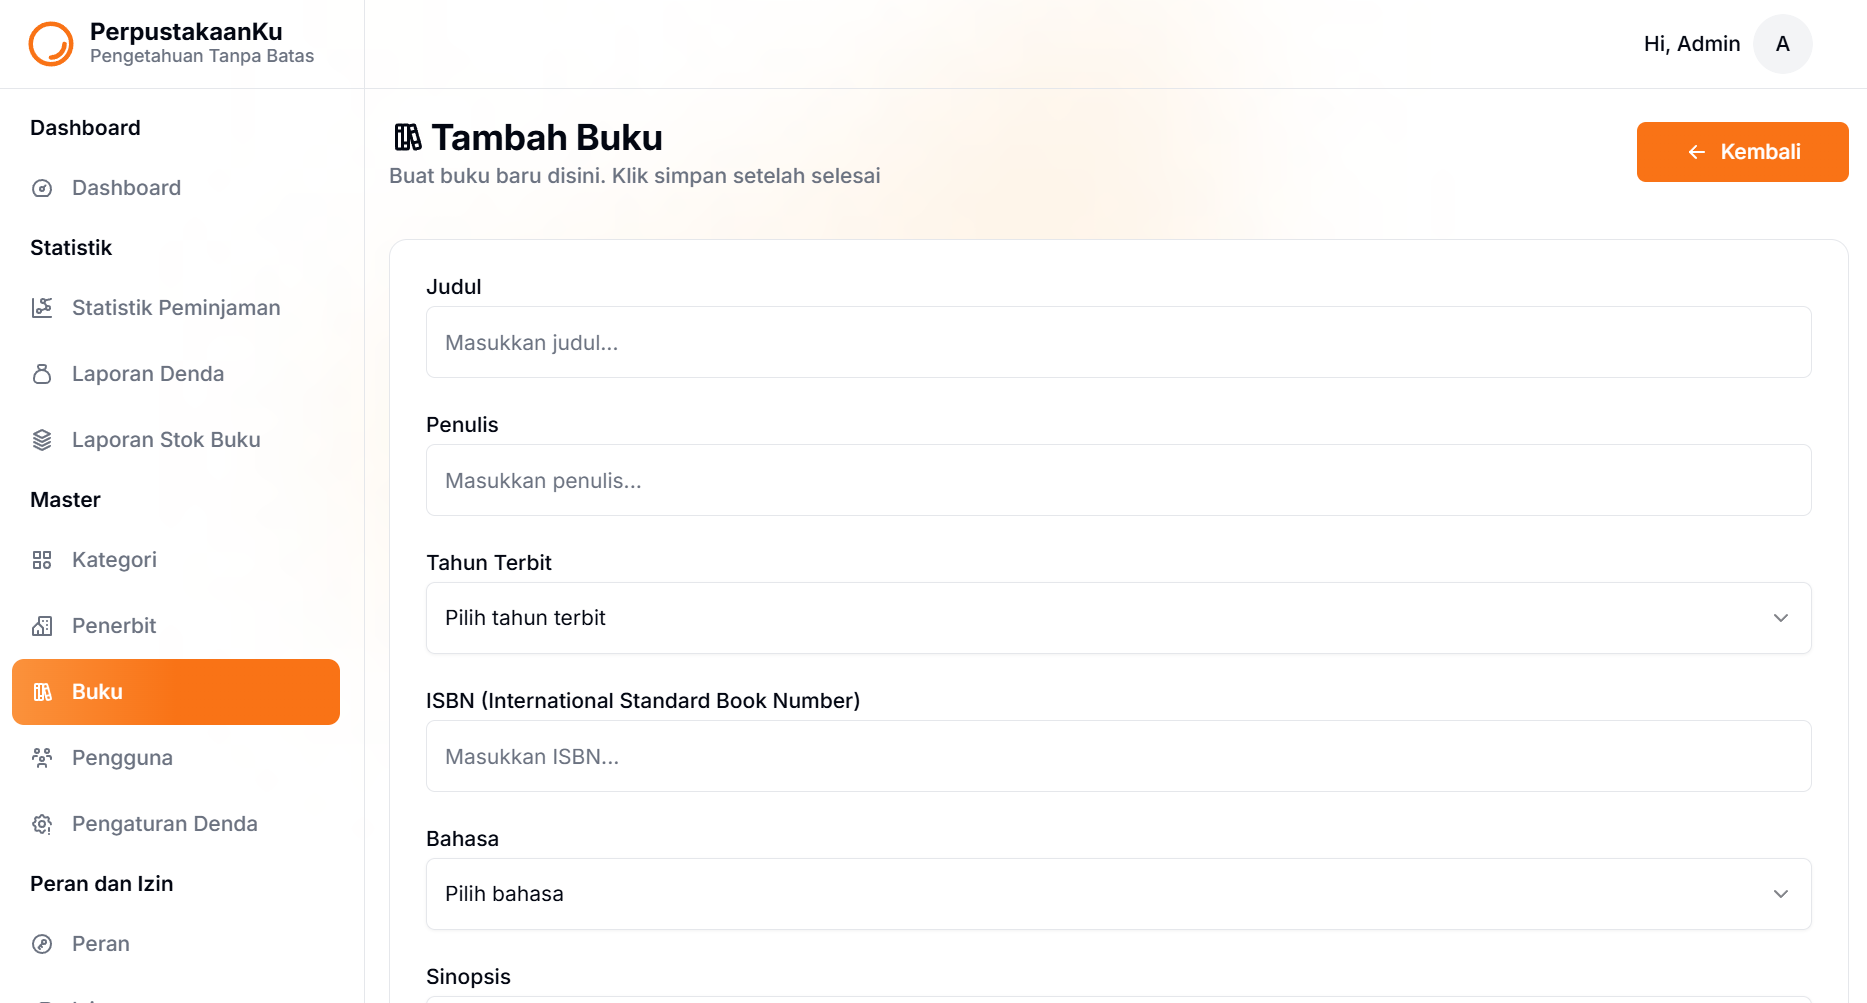 PerpustakaanKu
Pengetahuan Tanpa Batas
Hi, Admin
A
Dashboard
Dashboard
Statistik
Statistik Peminjaman
Laporan Denda
Laporan Stok Buku
Master
Kategori
Penerbit
Buku
Pengguna
Pengaturan Denda
Peran dan Izin
Peran
Tambah Buku
Buat buku baru disini. Klik simpan setelah selesai
Kembali
Judul
Masukkan judul...
Penulis
Masukkan penulis...
Tahun Terbit
Pilih tahun terbit
ISBN (International Standard Book Number)
Masukkan ISBN...
Bahasa
Pilih bahasa
Sinopsis